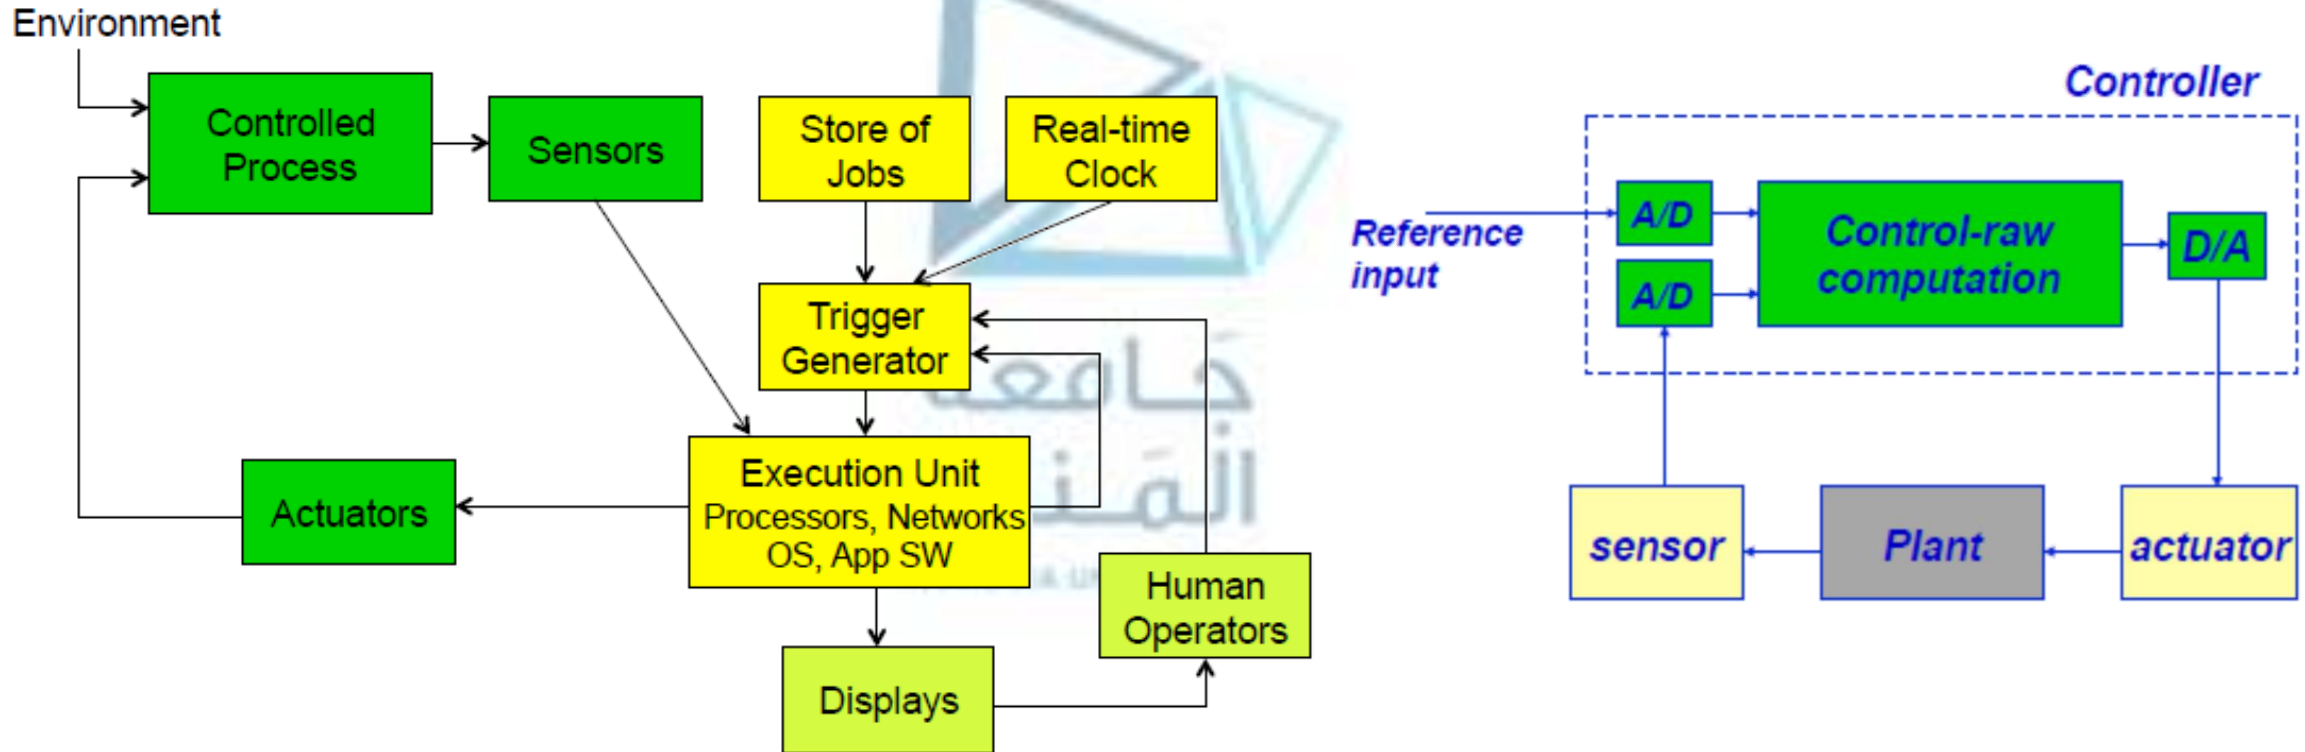 Environment
Controlled
Process
Sensors
Store of
Jobs
Real-time
Clock
Trigger
Generator
Execution Unit
Processors, Networks
OS, App SW
Actuators
Human
Operators
Displays
Controller
Reference
input
A/D
A/D
Control-raw
computation
D/A
sensor
Plant
actuator
جامعة